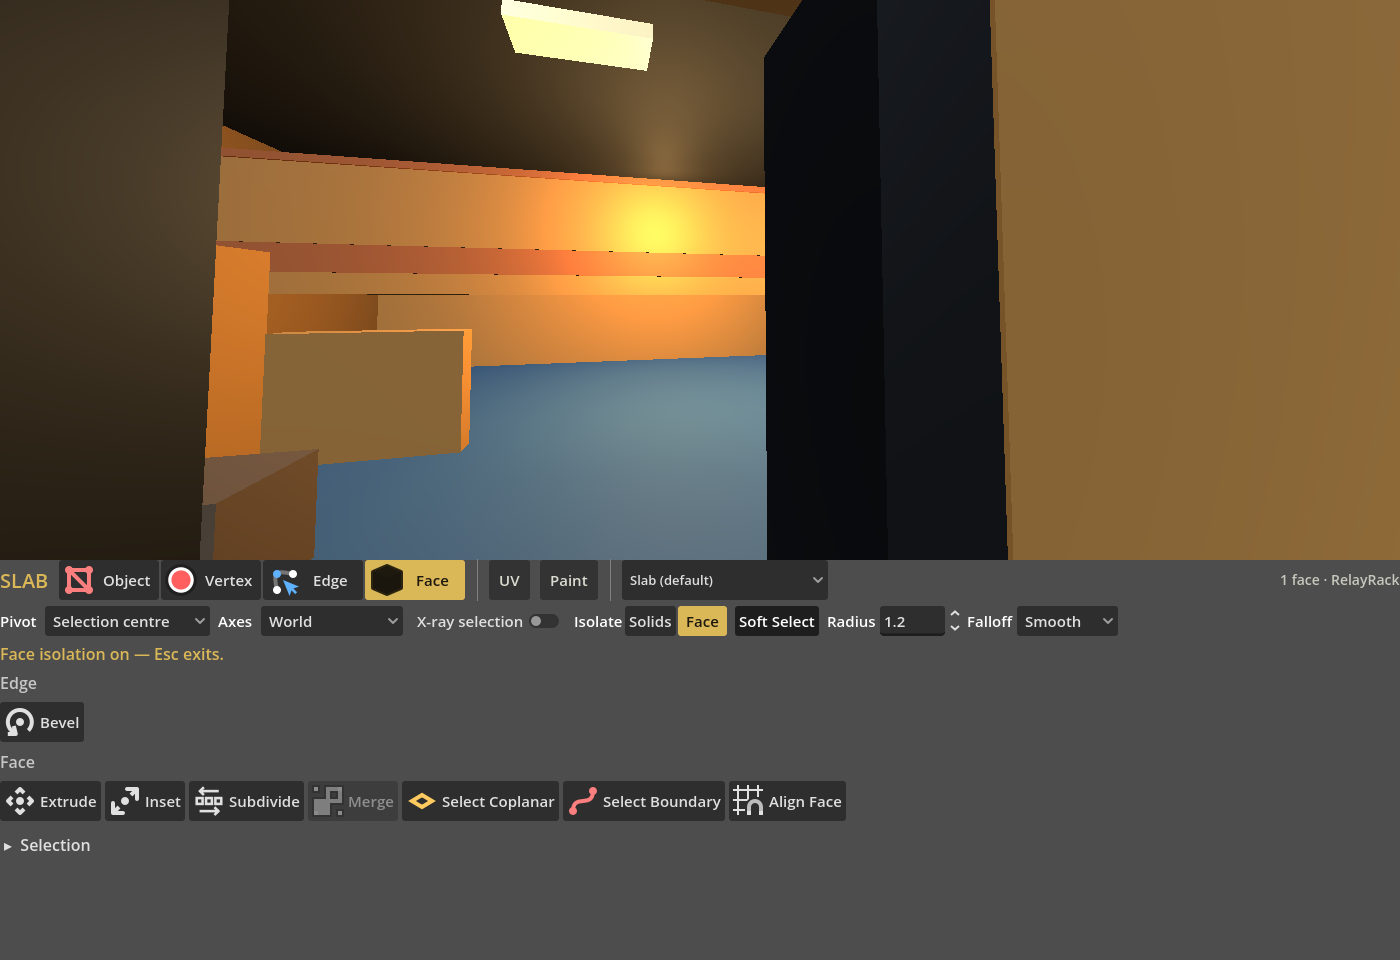 SLAB Object Vertex Edge Face UV Paint Slab (default) 1 face · RelayRack
Pivot Selection centre Axes World X-ray selection Isolate Solids Face Soft Select Radius 1.2 Falloff Smooth
Face isolation on — Esc exits.
Edge
Bevel
Face
Extrude Inset Subdivide Merge Select Coplanar Select Boundary Align Face
Selection